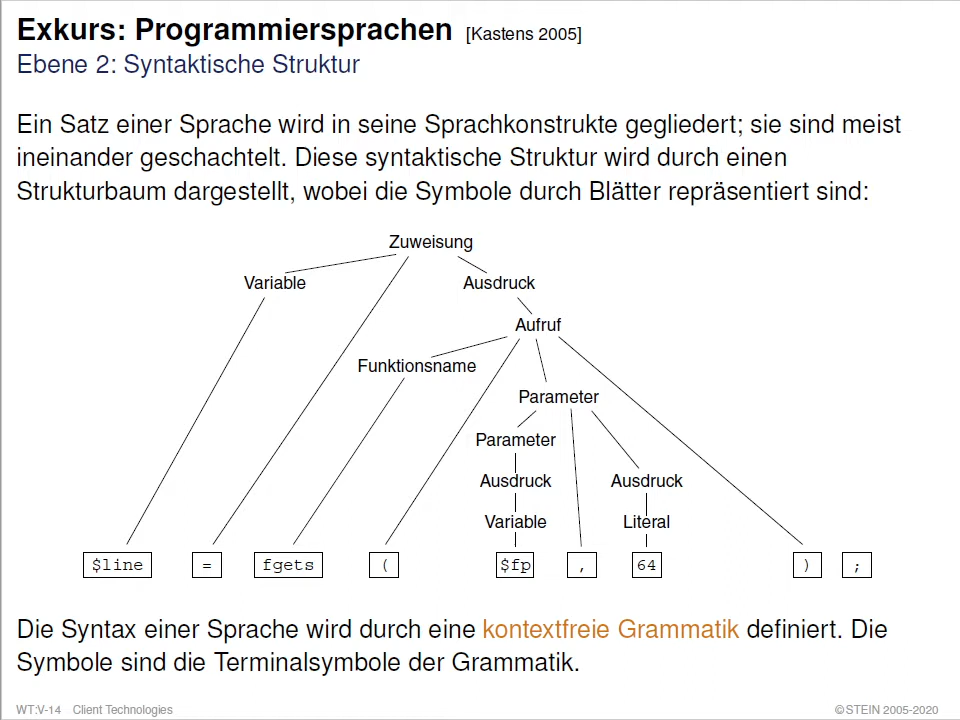 Exkurs: Programmiersprachen [Kastens 2005]
Ebene 2: Syntaktische Struktur
Ein Satz einer Sprache wird in seine Sprachkonstrukte gegliedert; sie sind meist
ineinander geschachtelt. Diese syntaktische Struktur wird durch einen
Strukturbaum dargestellt, wobei die Symbole durch Blätter repräsentiert sind:
Zuweisung
Variable Ausdruck
Aufruf
Funktionsname
Parameter
Parameter
Ausdruck Ausdruck
Variable Literal
$line = fgets ( $fp , 64 ) ;
Die Syntax einer Sprache wird durch eine kontextfreie Grammatik definiert. Die
Symbole sind die Terminalsymbole der Grammatik.
WT:V-14 Client Technologies ©STEIN 2005-2020